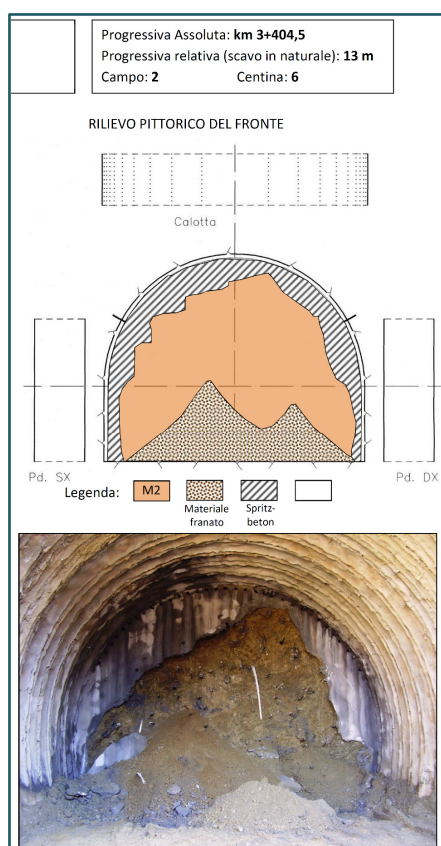 Progressiva Assoluta: km 3+404,5
Progressiva relativa (scavo in naturale): 13 m
Campo: 2 Centina: 6
RILIEVO PITTORICO DEL FRONTE
Calotta
Pd. SX
Pd. DX
Legenda:
M2
Materiale
franato
Spritz-
beton